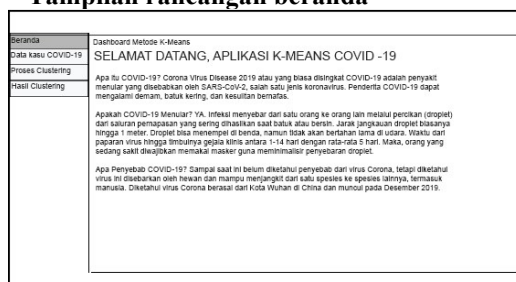 Tampilan rancangan beranda
Beranda
Data kasu COVID-19
Proses Clustering
Hasil Clustering
Dashboard Metode K-Means
SELAMAT DATANG, APLIKASI K-MEANS COVID -19
Apa itu COVID-19? Corona Virus Disease 2019 atau yang biasa disingkat COVID-19 adalah penyakit
menular yang disebabkan oleh SARS-CoV-2, salah satu jenis koronavirus. Penderita COVID-19 dapat
mengalami demam, batuk kering, dan kesulitan bernafas.
Apakah COVID-19 Menular? YA. Infeksi menyebar dari satu orang ke orang lain melalui percikan (droplet)
dari saluran pernapasan yang sering dihasilkan saat batuk atau bersin. Jarak jangkauan droplet biasanya
hingga 1 meter. Droplet bisa menempel di benda, namun tidak akan bertahan lama di udara. Waktu dari
paparan virus hingga timbulnya gejala klinis antara 1-14 hari dengan rata-rata 5 hari. Maka, orang yang
sedang sakit diwajibkan memakai masker guna meminimalisir penyebaran droplet.
Apa Penyebab COVID-19? Sampai saat ini belum diketahui penyebab dari virus Corona, tetapi diketahui
virus ini disebarkan oleh hewan dan mampu menjangkit dari satu spesies ke spesies lainnya, termasuk
manusia. Diketahui virus Corona berasal dari Kota Wuhan di China dan muncul pada Desember 2019.